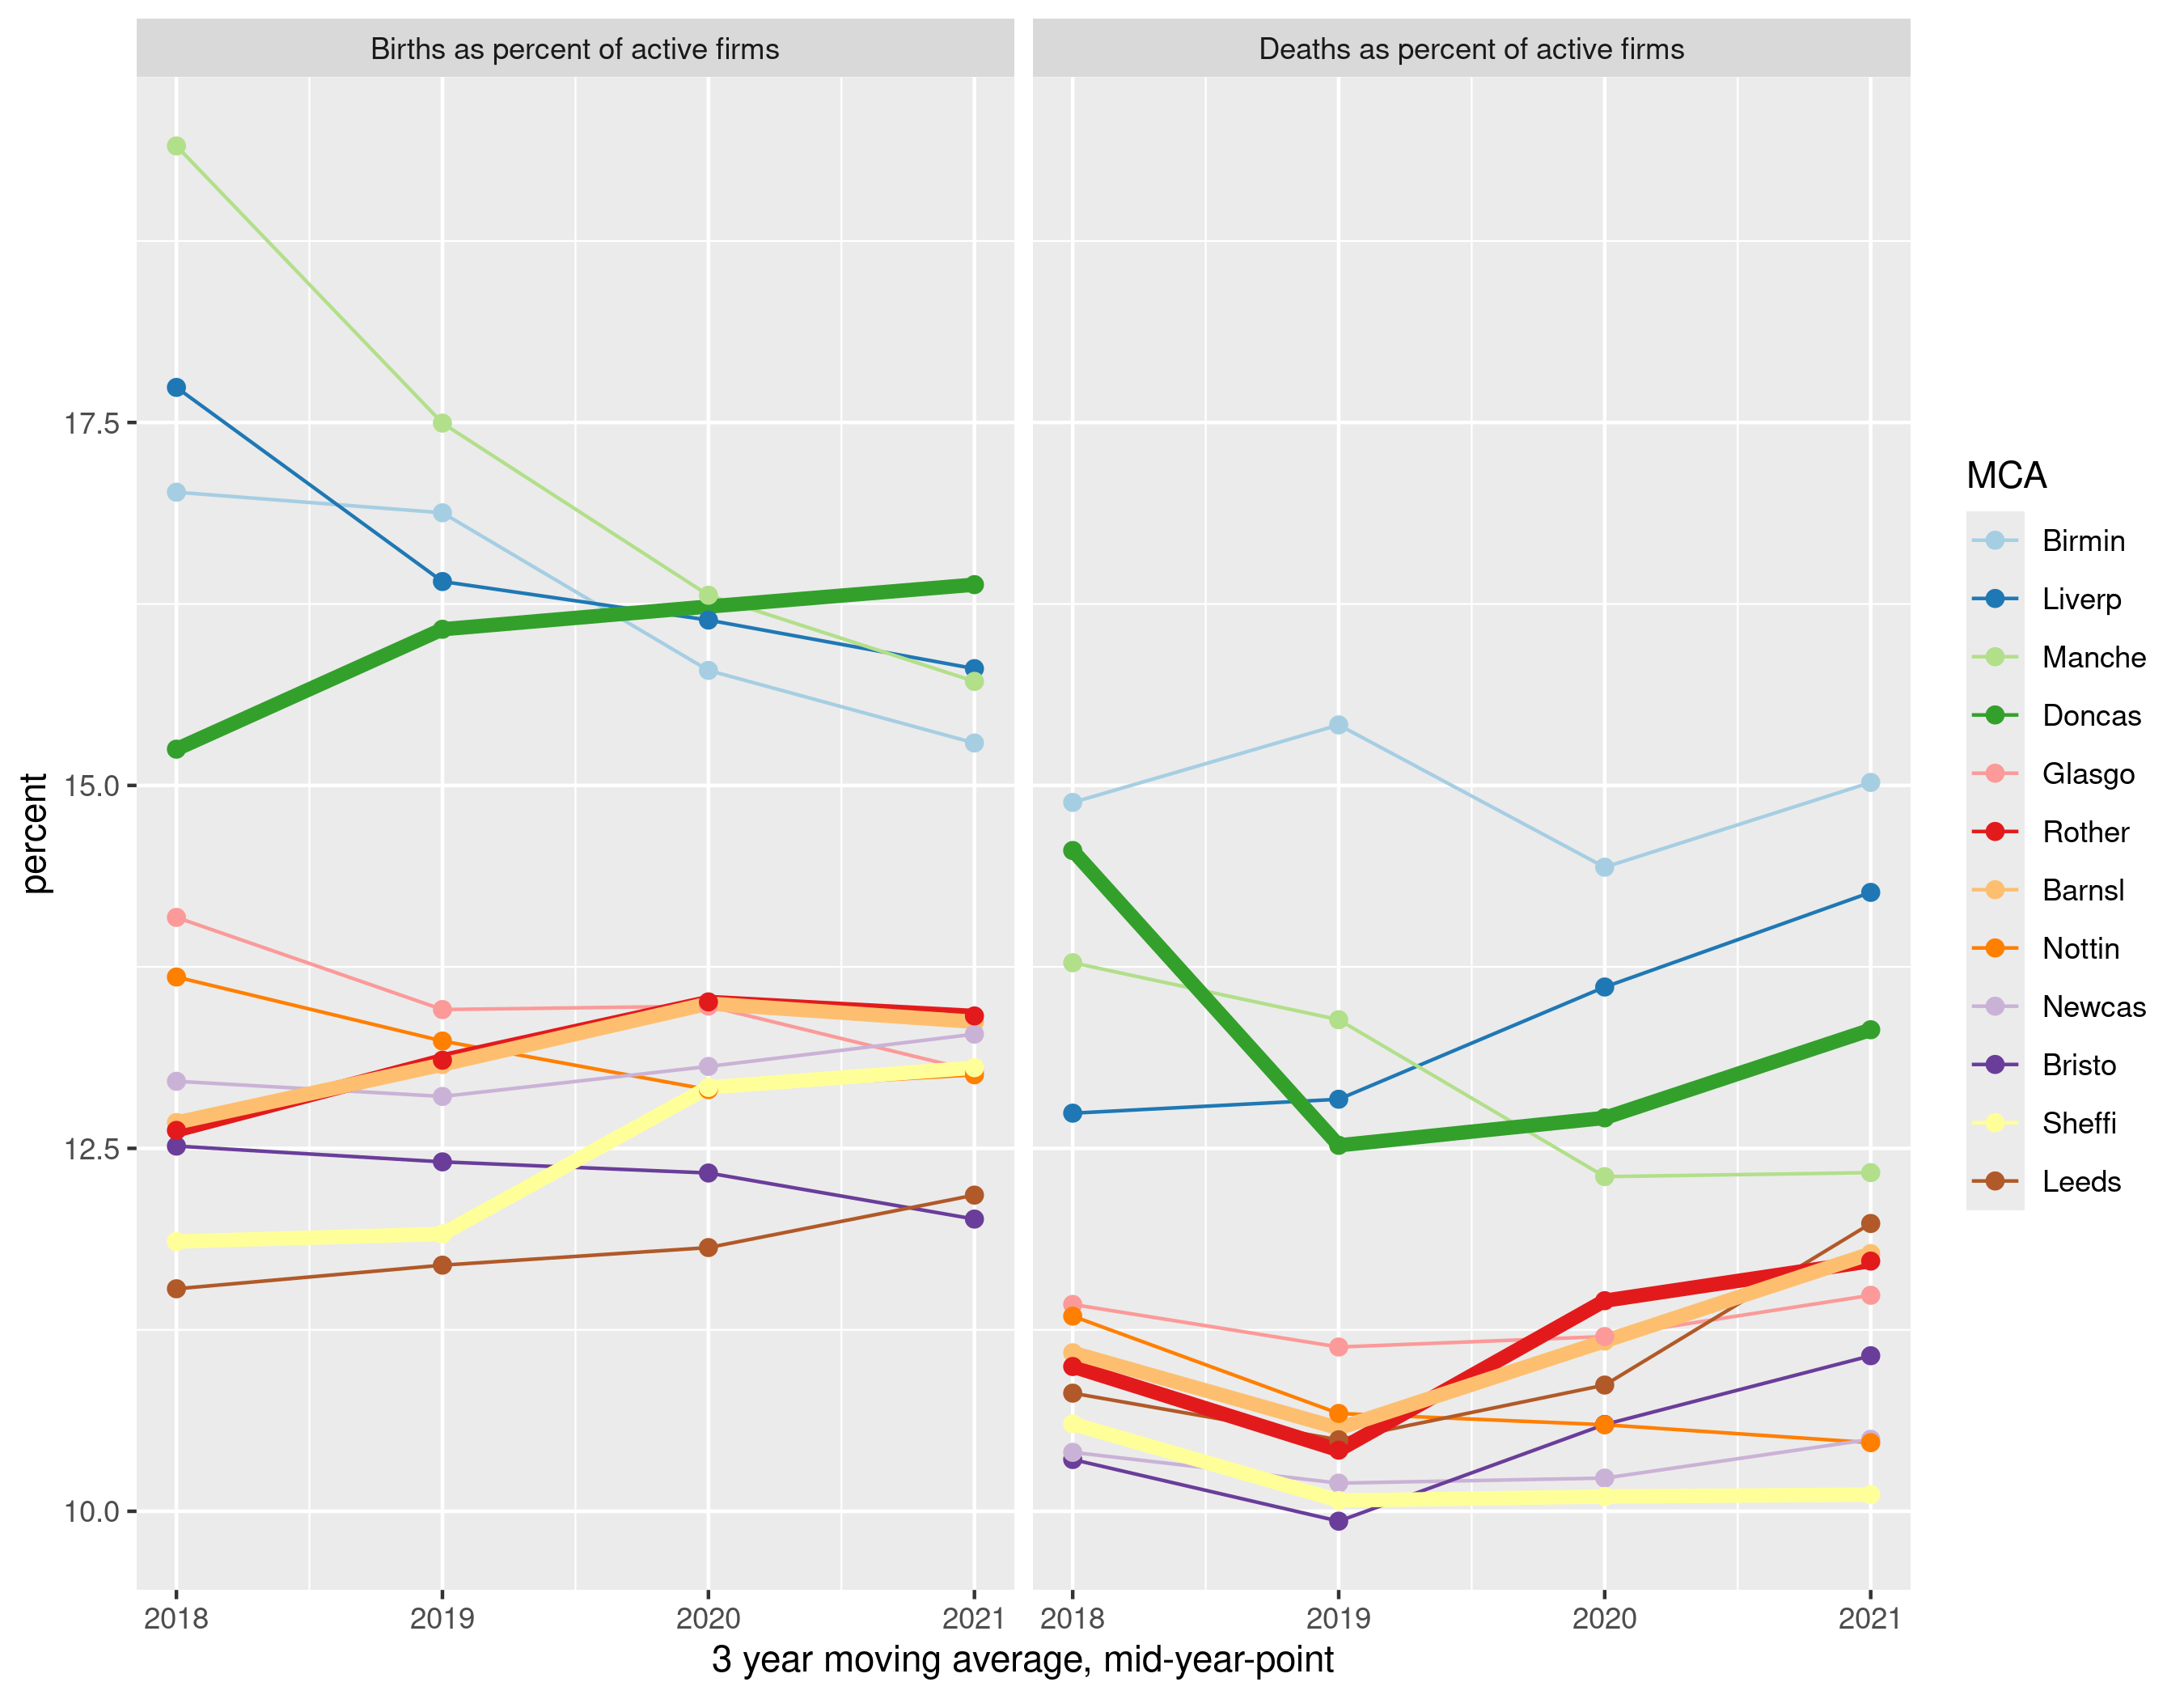 Births as percent of active firms
Deaths as percent of active firms
17.5
15.0
12.5
10.0
percent
2018
2019
2020
2021
2018
2019
2020
2021
3 year moving average, mid-year-point
MCA
Birmin
Liverp
Manche
Doncas
Glasgo
Rother
Barnsl
Nottin
Newcas
Bristo
Sheffi
Leeds